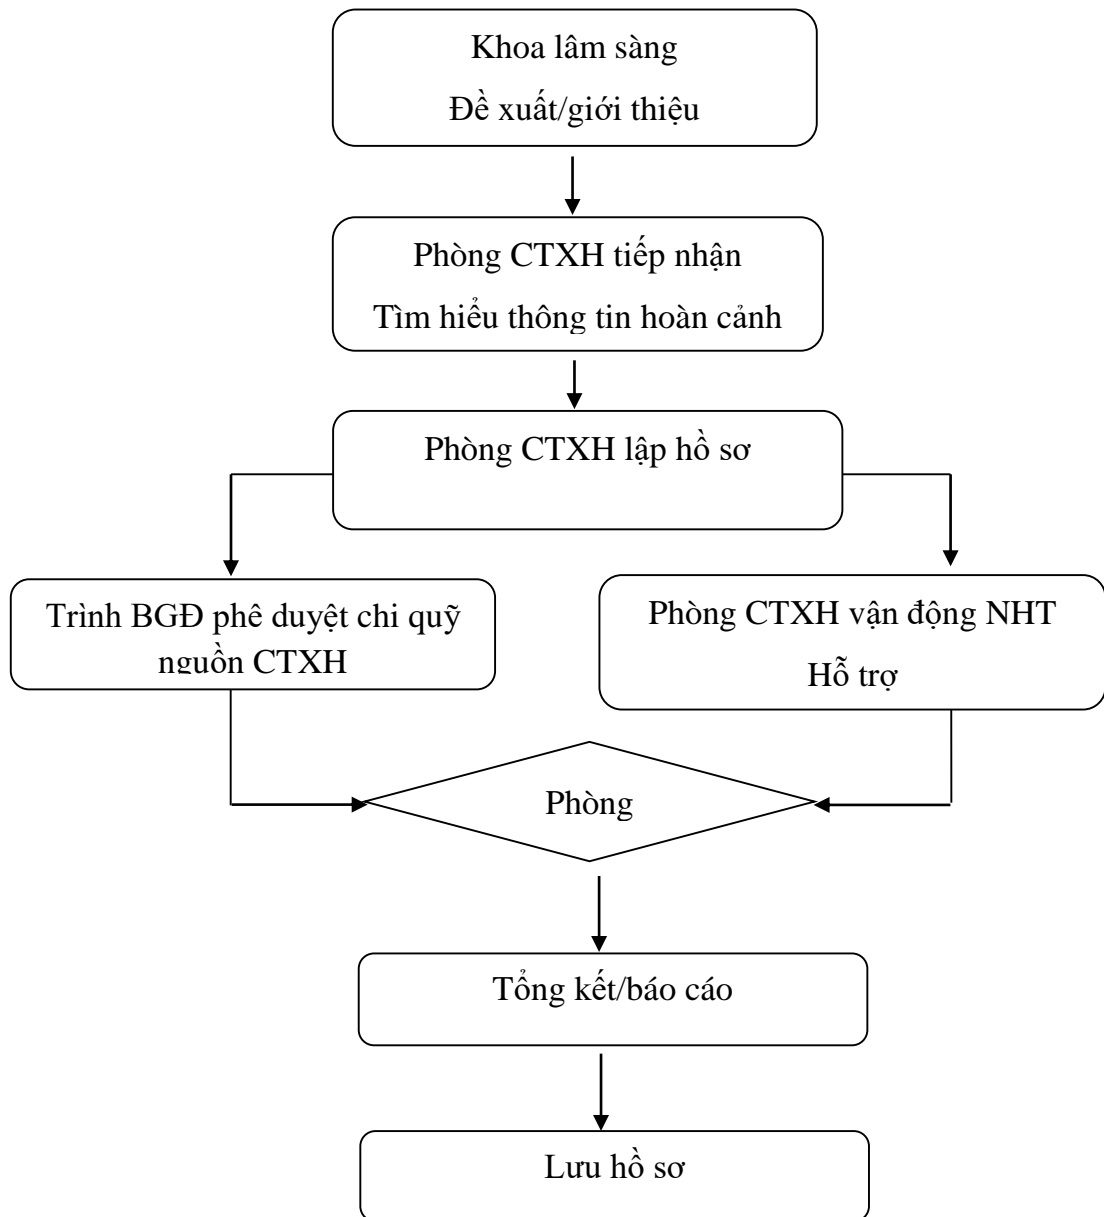 Khoa lâm sàng
Đề xuất/giới thiệu
Phòng CTXH tiếp nhận
Tìm hiểu thông tin hoàn cảnh
Phòng CTXH lập hồ sơ
Trình BGĐ phê duyệt chi quỹ
nguồn CTXH
Phòng CTXH vận động NHT
Hỗ trợ
Phòng
Tổng kết/báo cáo
Lưu hồ sơ